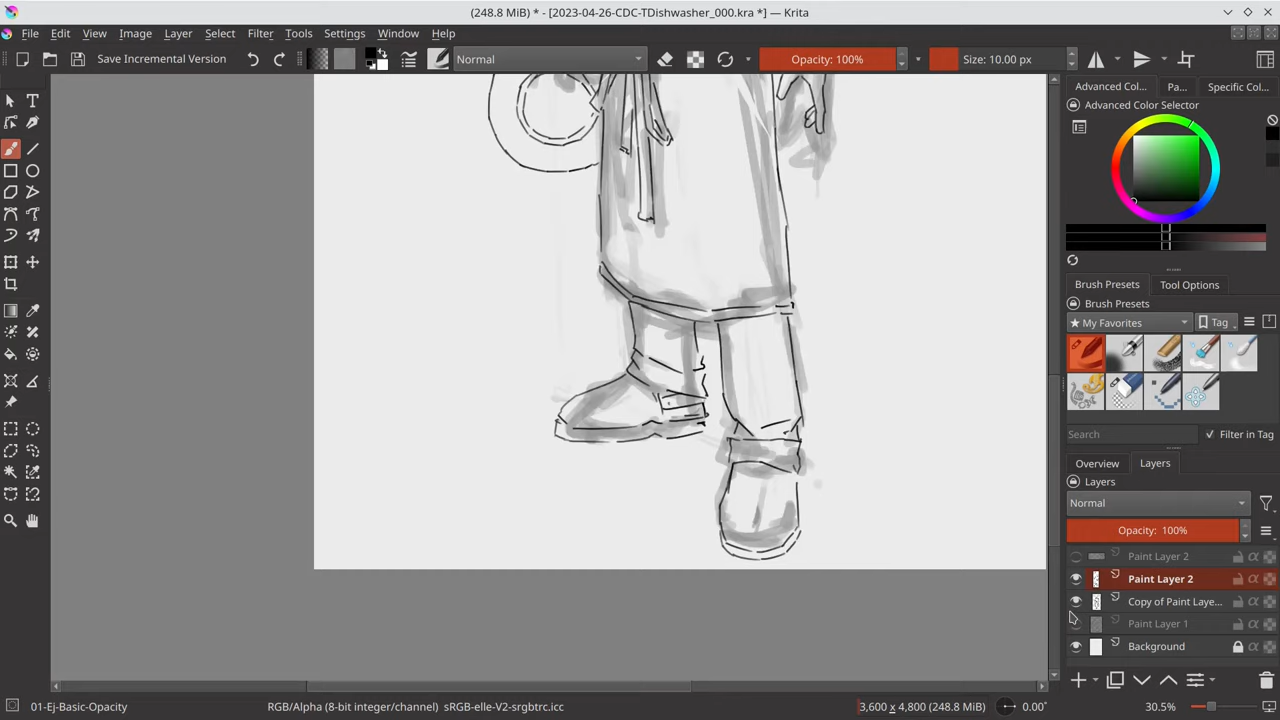 (248.8 MiB) * - [2023-04-26-CDC-TDishwasher_000.kra *] — Krita
File Edit View Image Layer Select Filter Tools Settings Window Help
Save Incremental Version Normal Opacity: 100% Size: 10.00 px
Advanced Col... Pa... Specific Col...
Advanced Color Selector
Brush Presets Tool Options
Brush Presets
★ My Favorites Tag
Search Filter in Tag
Overview Layers
Layers
Normal
Opacity: 100%
Paint Layer 2
Paint Layer 2
Copy of Paint Laye...
Paint Layer 1
Background
01-Ej-Basic-Opacity RGB/Alpha (8-bit integer/channel) sRGB-elle-V2-srgbtrc.icc 3,600 x 4,800 (248.8 MiB) 0.00° 30.5%